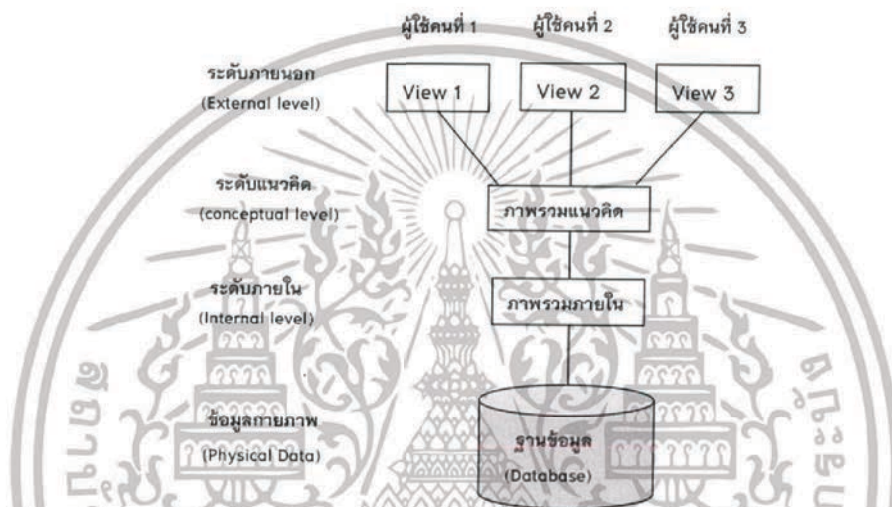 ผู้ใช้คนที่ 1 ผู้ใช้คนที่ 2 ผู้ใช้คนที่ 3
ระดับภายนอก
(External level)
View 1 View 2 View 3
ระดับแนวคิด
(conceptual level)
ภาพรวมแนวคิด
ระดับภายใน
(Internal level)
ภาพรวมภายใน
ข้อมูลกายภาพ
(Physical Data)
ฐานข้อมูล
(Database)